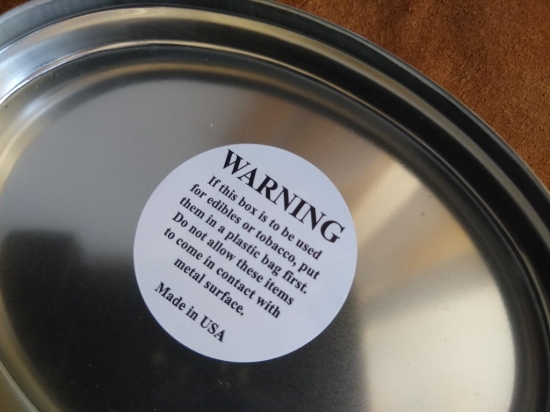 WARNING
If this box is to be used
for edibles or tobacco, put
them in a plastic bag first.
Do not allow these items
to come in contact with
metal surface.
Made in USA